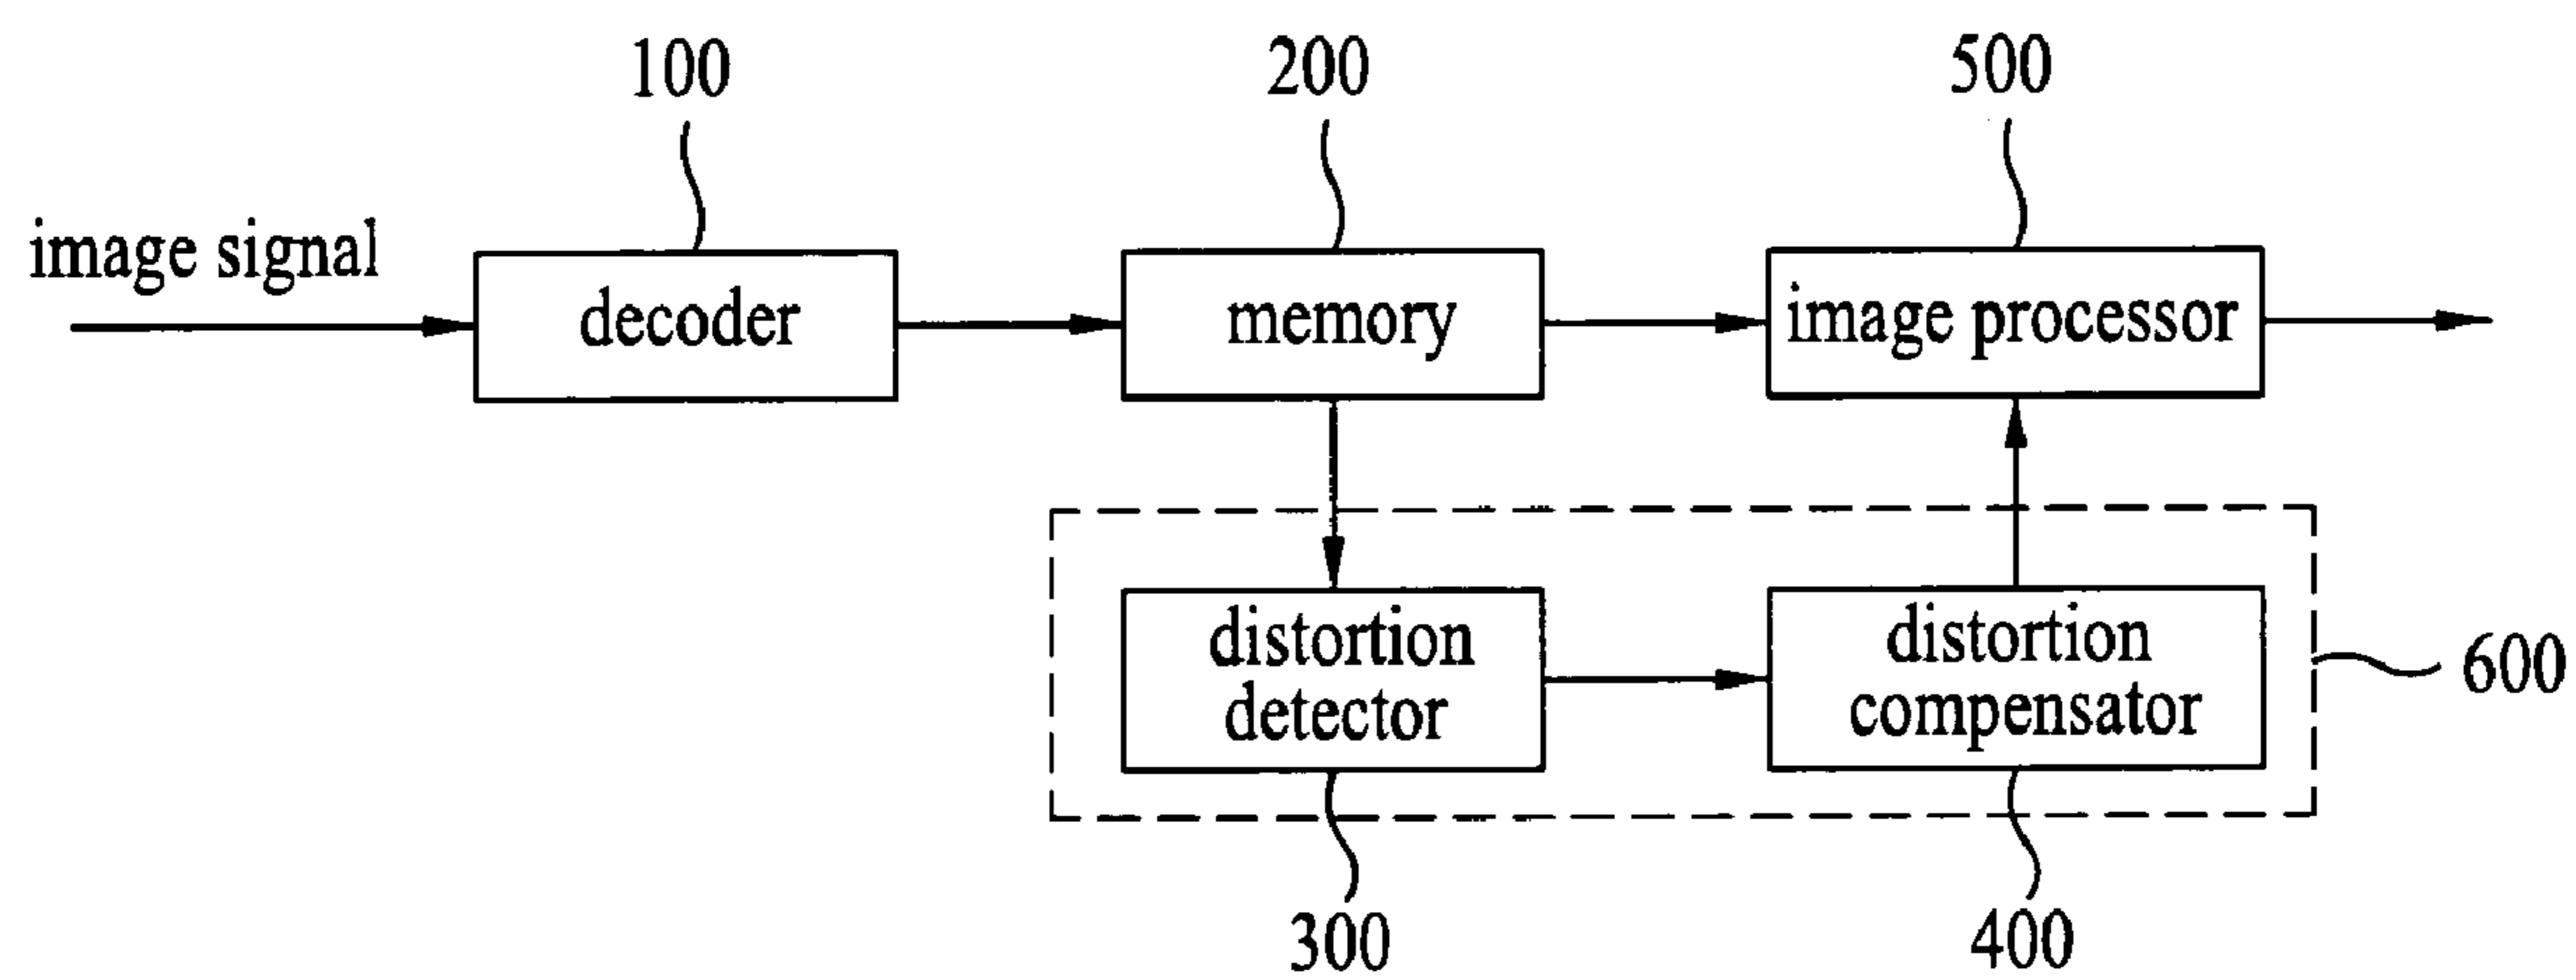 100
200
500
image signal
decoder
memory
image processor
distortion
detector
distortion
compensator
600
300
400